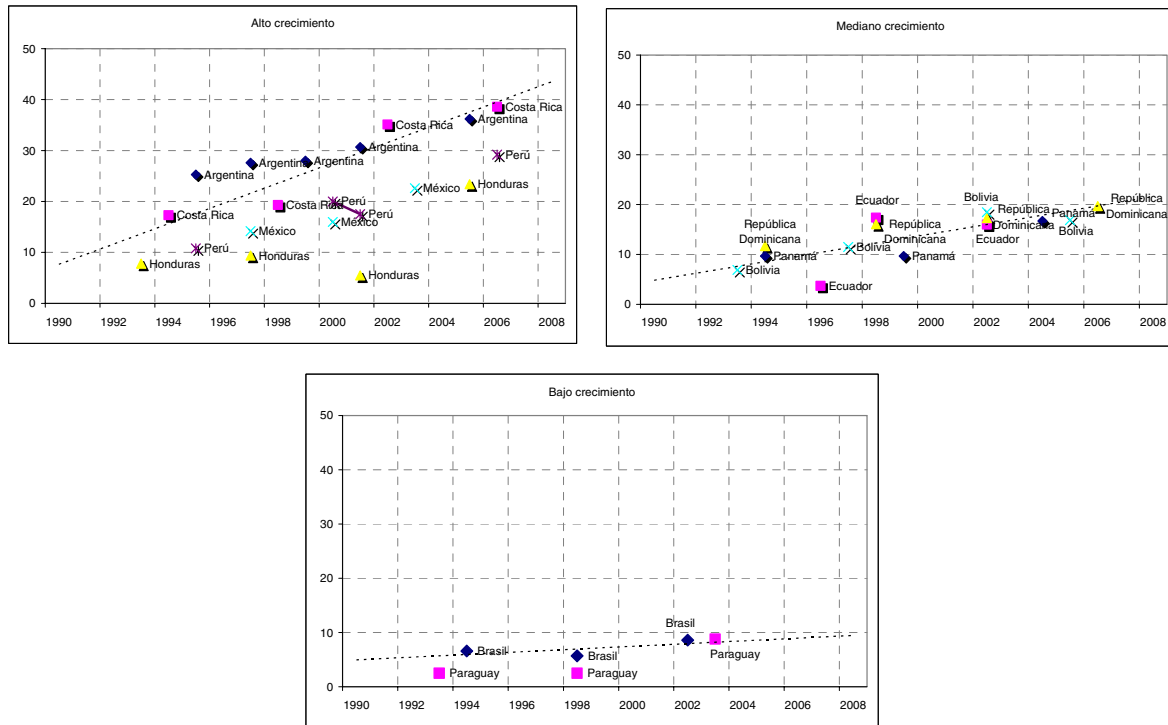 Alto crecimiento
50
40
30
20
10
0
Costa Rica
Costa Rica
Argentina
Argentina
Argentina
Argentina
Argentina
Perú
México
Honduras
Costa Rica
Costa Rica
Perú
Perú
México
México
Perú
Honduras
Honduras
Honduras
1990 1992 1994 1996 1998 2000 2002 2004 2006 2008
Mediano crecimiento
50
40
30
20
10
0
Ecuador
Bolivia
República
Dominicana
República
Dominicana
República
Dominicana
República
Dominicana
Panamá
Panamá
Panamá
Ecuador
Bolivia
Bolivia
Bolivia
Ecuador
1990 1992 1994 1996 1998 2000 2002 2004 2006 2008
Bajo crecimiento
50
40
30
20
10
0
Brasil
Brasil
Brasil
Paraguay
Paraguay
Paraguay
1990 1992 1994 1996 1998 2000 2002 2004 2006 2008